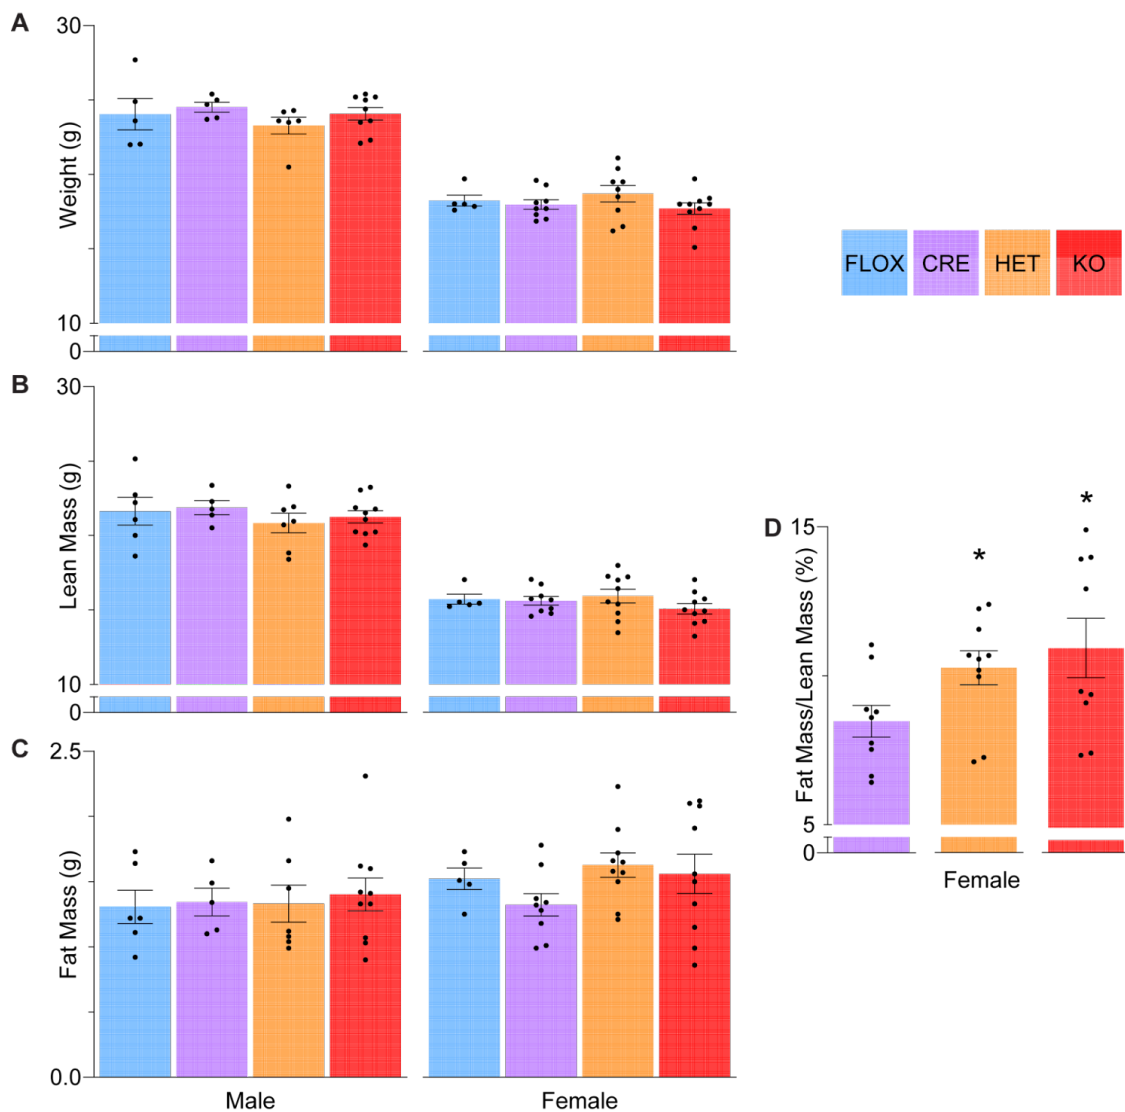 A
30
Weight (g)
10
0
FLOX CRE HET KO
B
30
Lean Mass (g)
10
0
C
2.5
Fat Mass (g)
0.0
Male Female
D
15
Fat Mass/Lean Mass (%)
* *
5
0
Female